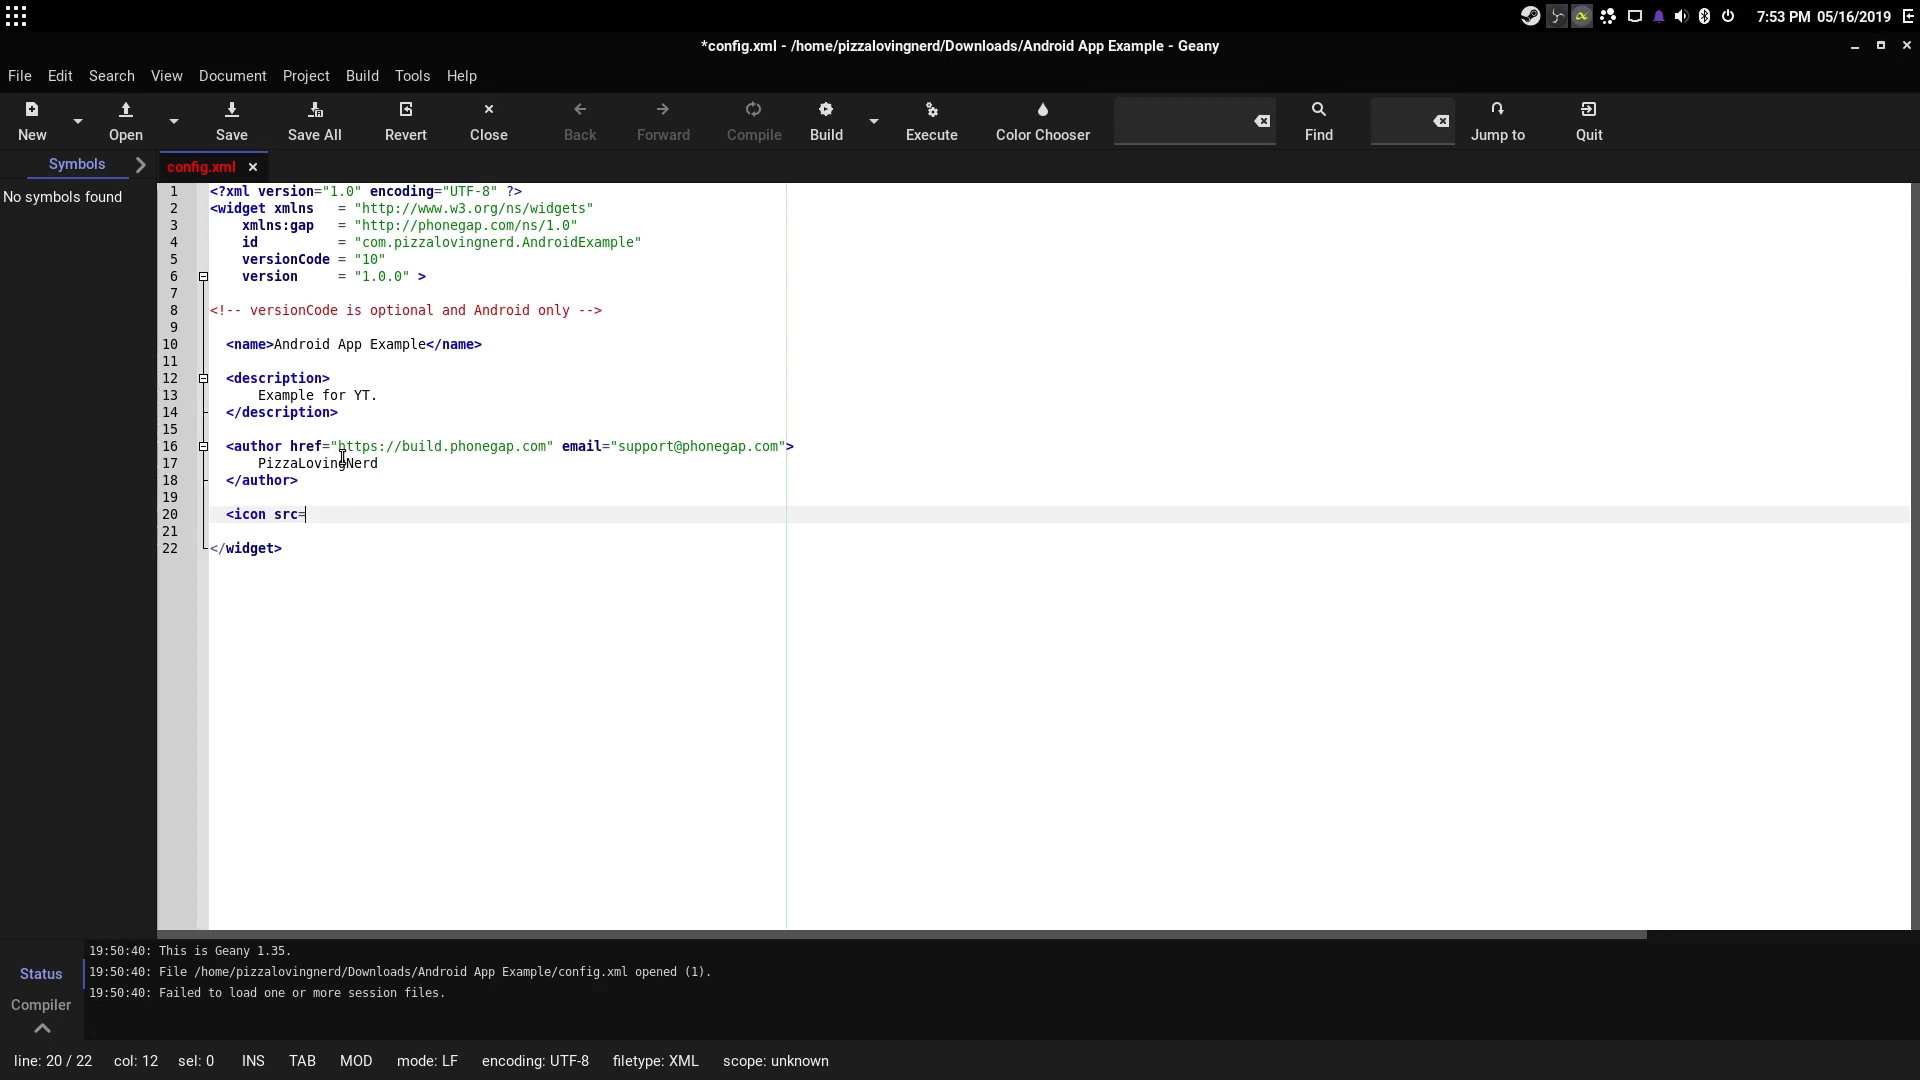 7:53 PM 05/16/2019
*config.xml - /home/pizzalovingnerd/Downloads/Android App Example - Geany
File Edit Search View Document Project Build Tools Help
New Open Save Save All Revert Close Back Forward Compile Build Execute Color Chooser Find Jump to Quit
Symbols
config.xml
No symbols found
1 <?xml version="1.0" encoding="UTF-8" ?>
2 <widget xmlns = "http://www.w3.org/ns/widgets"
3 xmlns:gap = "http://phonegap.com/ns/1.0"
4 id = "com.pizzalovingnerd.AndroidExample"
5 versionCode = "10"
6 version = "1.0.0" >
7
8 <!-- versionCode is optional and Android only -->
9
10 <name>Android App Example</name>
11
12 <description>
13 Example for YT.
14 </description>
15
16 <author href="https://build.phonegap.com" email="support@phonegap.com">
17 PizzaLovingNerd
18 </author>
19
20 <icon src=
21
22 </widget>
Status
Compiler
19:50:40: This is Geany 1.35.
19:50:40: File /home/pizzalovingnerd/Downloads/Android App Example/config.xml opened (1).
19:50:40: Failed to load one or more session files.
line: 20 / 22 col: 12 sel: 0 INS TAB MOD mode: LF encoding: UTF-8 filetype: XML scope: unknown